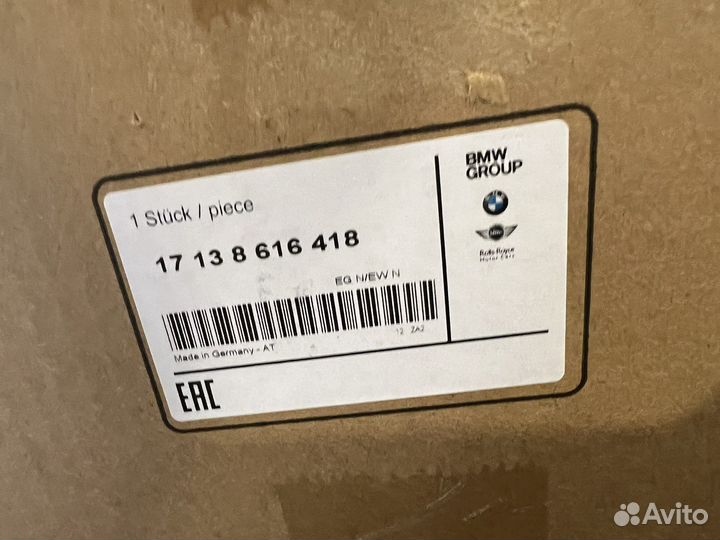 1 Stück / piece
17 13 8 616 418
EG N/EW N
Made in Germany - AT
12 ZA2
EAC
BMW
GROUP
Rolls-Royce
Motor Cars
Avito